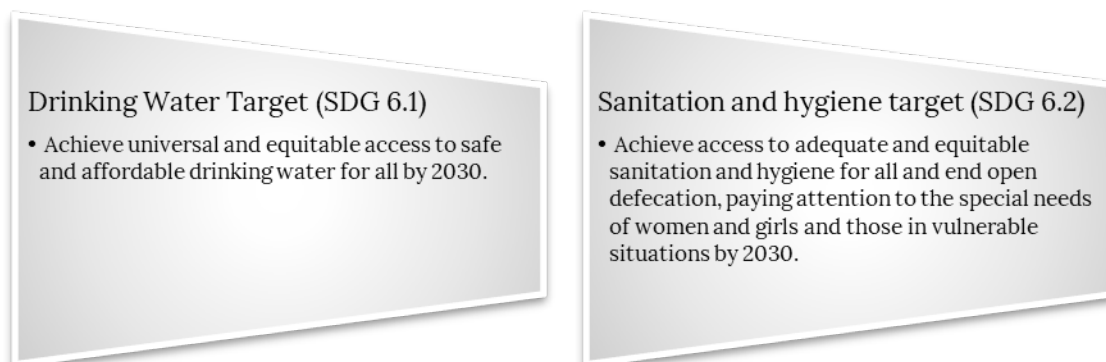 Drinking Water Target (SDG 6.1)
• Achieve universal and equitable access to safe
and affordable drinking water for all by 2030.
Sanitation and hygiene target (SDG 6.2)
• Achieve access to adequate and equitable
sanitation and hygiene for all and end open
defecation, paying attention to the special needs
of women and girls and those in vulnerable
situations by 2030.